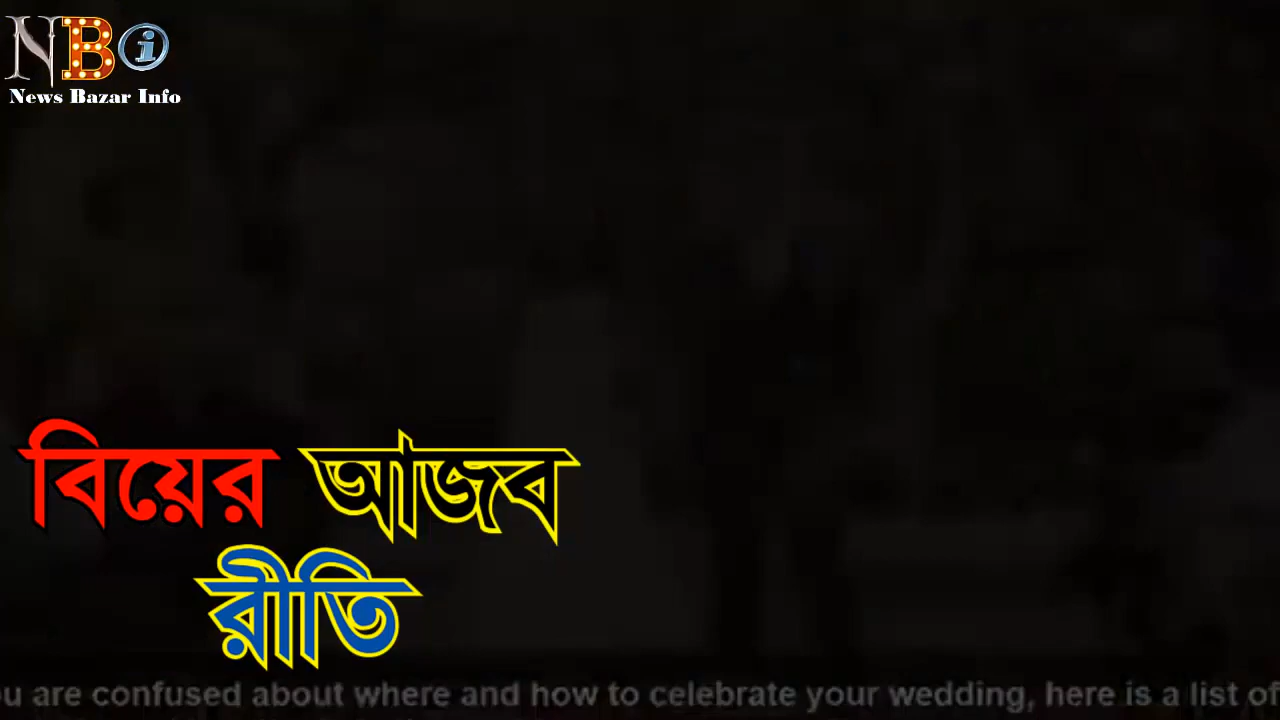 NBi
News Bazar Info
বিয়ের আজব
রীতি
u are confused about where and how to celebrate your wedding, here is a list of